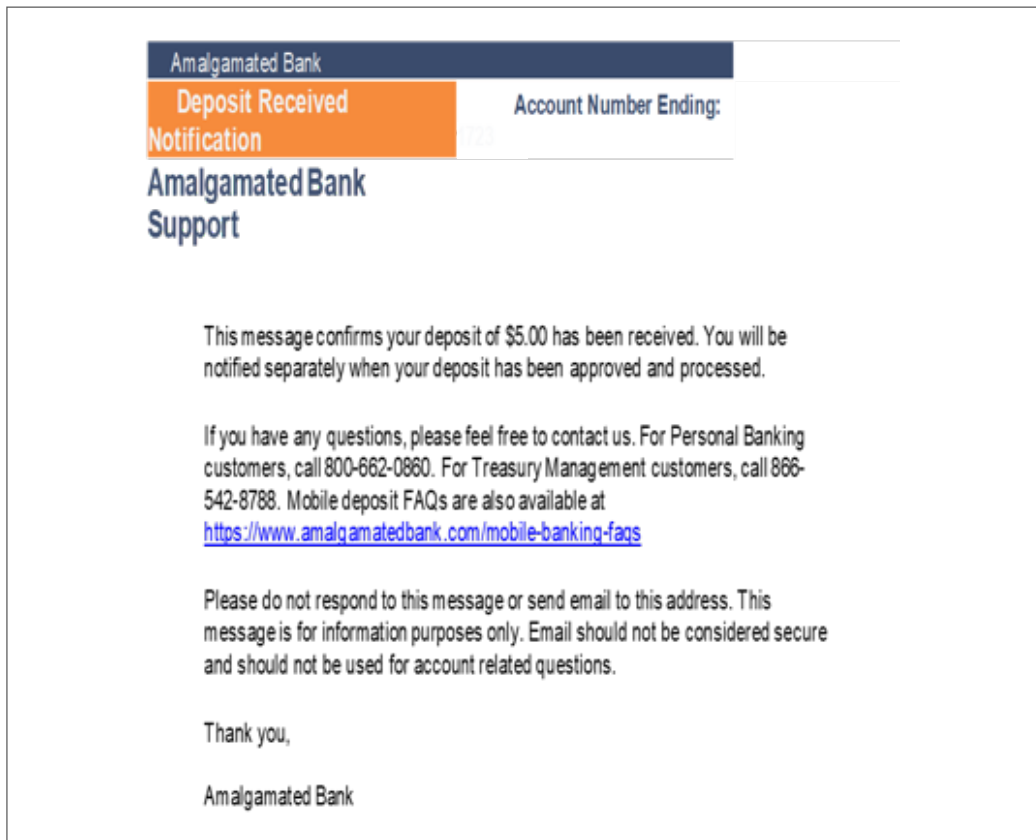 Amalgamated Bank
Deposit Received
Notification
Account Number Ending:
Amalgamated Bank
Support
This message confirms your deposit of $5.00 has been received. You will be
notified separately when your deposit has been approved and processed.
If you have any questions, please feel free to contact us. For Personal Banking
customers, call 800-662-0860. For Treasury Management customers, call 866-
542-8788. Mobile deposit FAQs are also available at
https://www.amalgamatedbank.com/mobile-banking-faqs
Please do not respond to this message or send email to this address. This
message is for information purposes only. Email should not be considered secure
and should not be used for account related questions.
Thank you,
Amalgamated Bank